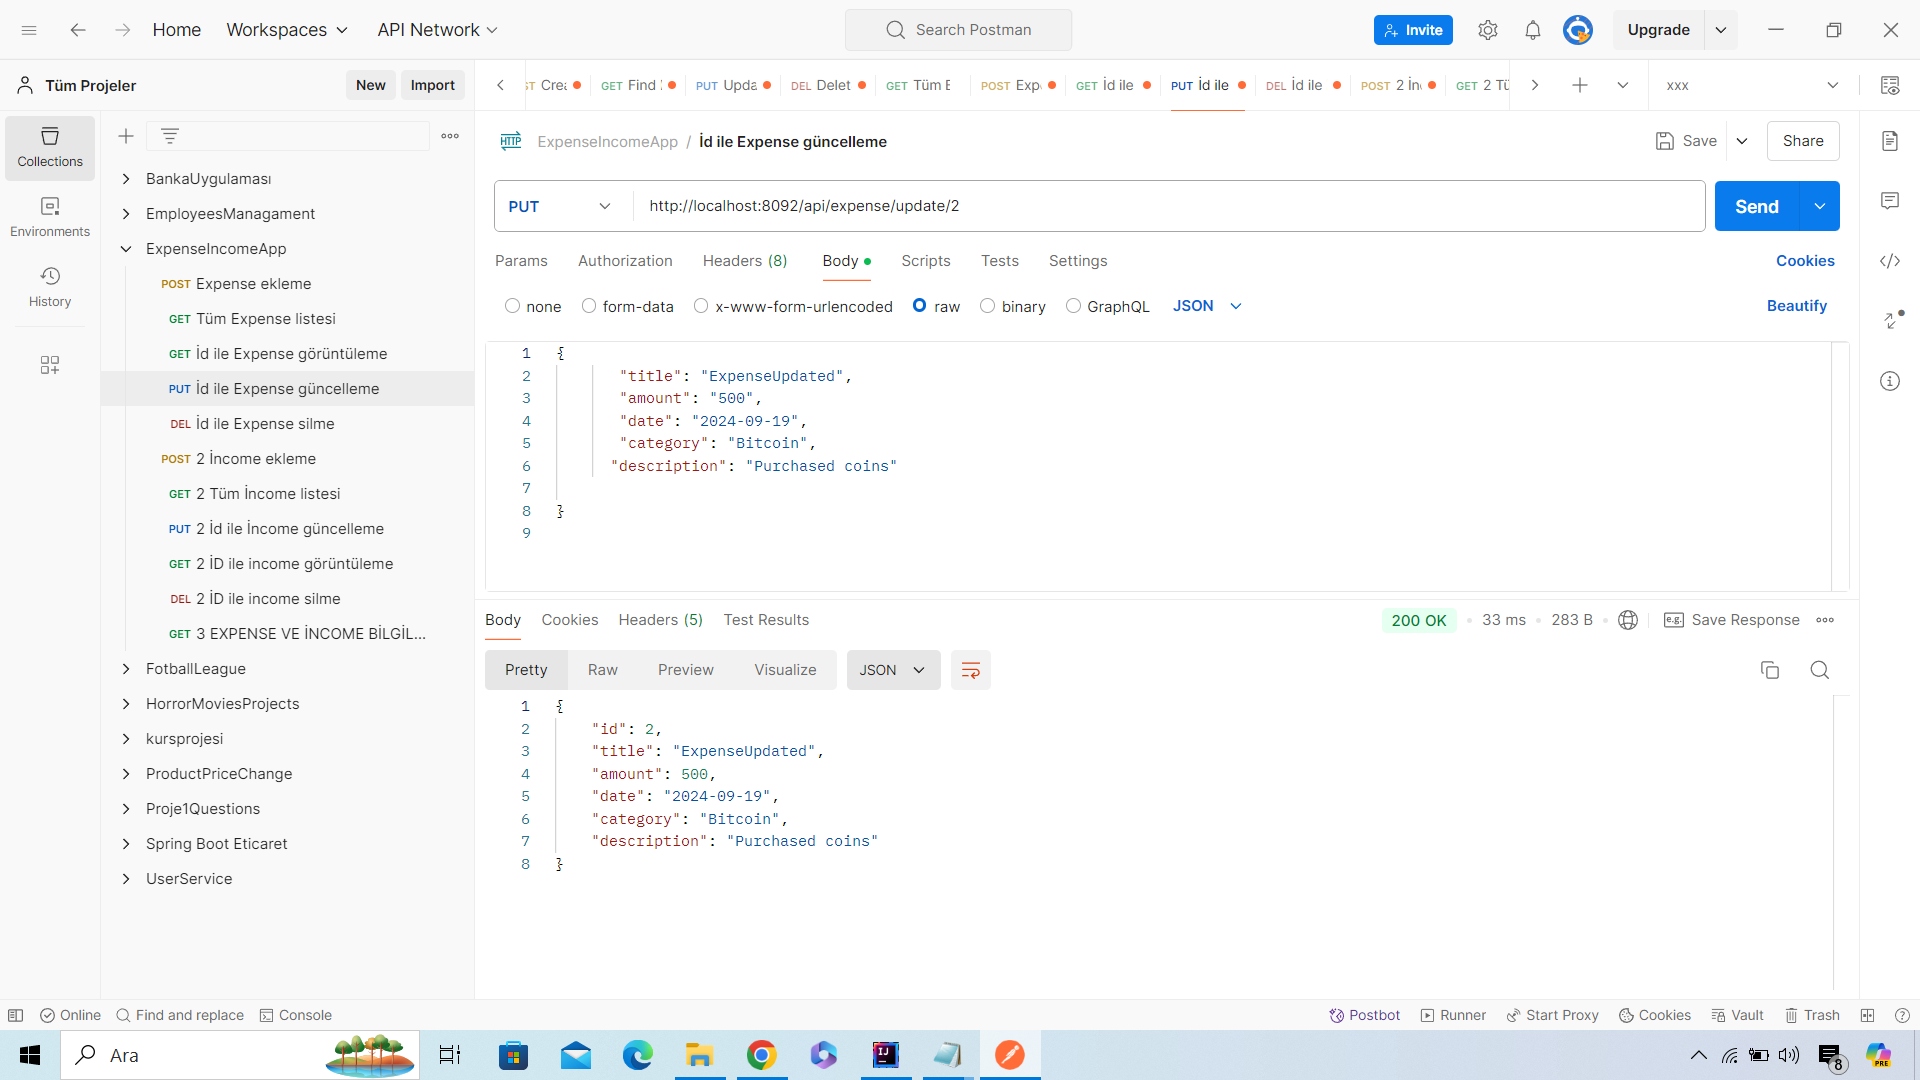 Home
Workspaces
API Network
Search Postman
Invite
Upgrade
Tüm Projeler
New
Import
GET Find
PUT Upda
DEL Delet
GET Tüm E
POST Exp
GET İd ile
PUT İd ile
DEL İd ile
POST 2 İn
GET 2 Tü
xxx
Collections
Environments
History
BankaUygulaması
EmployeesManagament
ExpenseIncomeApp
POST Expense ekleme
GET Tüm Expense listesi
GET İd ile Expense görüntüleme
PUT İd ile Expense güncelleme
DEL İd ile Expense silme
POST 2 İncome ekleme
GET 2 Tüm İncome listesi
PUT 2 İd ile İncome güncelleme
GET 2 İD ile income görüntüleme
DEL 2 İD ile income silme
GET 3 EXPENSE VE İNCOME BİLGİL...
FotballLeague
HorrorMoviesProjects
kursprojesi
ProductPriceChange
Proje1Questions
Spring Boot Eticaret
UserService
HTTP ExpenseIncomeApp / İd ile Expense güncelleme
Save
Share
PUT
http://localhost:8092/api/expense/update/2
Send
Params Authorization Headers (8) Body Scripts Tests Settings
Cookies
none form-data x-www-form-urlencoded raw binary GraphQL JSON
Beautify
1 {
2 "title": "ExpenseUpdated",
3 "amount": "500",
4 "date": "2024-09-19",
5 "category": "Bitcoin",
6 "description": "Purchased coins"
7
8 }
9
Body Cookies Headers (5) Test Results
200 OK 33 ms 283 B
e.g. Save Response
Pretty Raw Preview Visualize JSON
1 {
2 "id": 2,
3 "title": "ExpenseUpdated",
4 "amount": 500,
5 "date": "2024-09-19",
6 "category": "Bitcoin",
7 "description": "Purchased coins"
8 }
Online Find and replace Console
Postbot Runner Start Proxy Cookies Vault Trash
Ara
IJ
8
PRE